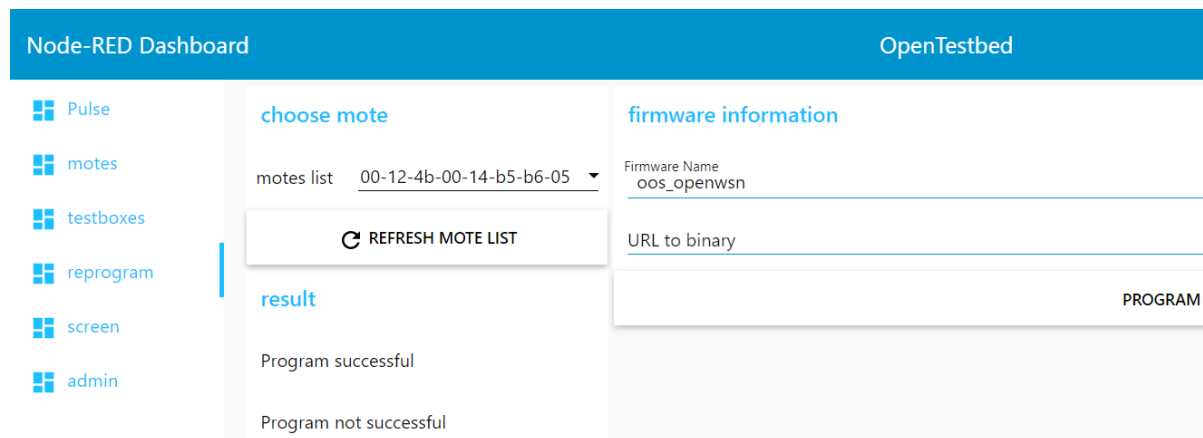 Node-RED Dashboard
OpenTestbed
Pulse
motes
testboxes
reprogram
screen
admin
choose mote
motes list 00-12-4b-00-14-b5-b6-05
REFRESH MOTE LIST
result
Program successful
Program not successful
firmware information
Firmware Name
oos_openwsn
URL to binary
PROGRAM